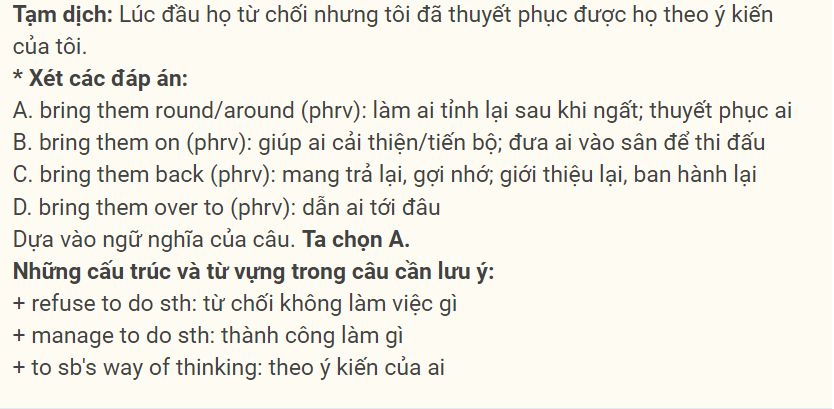 Tạm dịch: Lúc đầu họ từ chối nhưng tôi đã thuyết phục được họ theo ý kiến
của tôi.
* Xét các đáp án:
A. bring them round/around (phrv): làm ai tỉnh lại sau khi ngất; thuyết phục ai
B. bring them on (phrv): giúp ai cải thiện/tiến bộ; đưa ai vào sân để thi đấu
C. bring them back (phrv): mang trả lại, gợi nhớ; giới thiệu lại, ban hành lại
D. bring them over to (phrv): dẫn ai tới đâu
Dựa vào ngữ nghĩa của câu. Ta chọn A.
Những cấu trúc và từ vựng trong câu cần lưu ý:
+ refuse to do sth: từ chối không làm việc gì
+ manage to do sth: thành công làm gì
+ to sb's way of thinking: theo ý kiến của ai